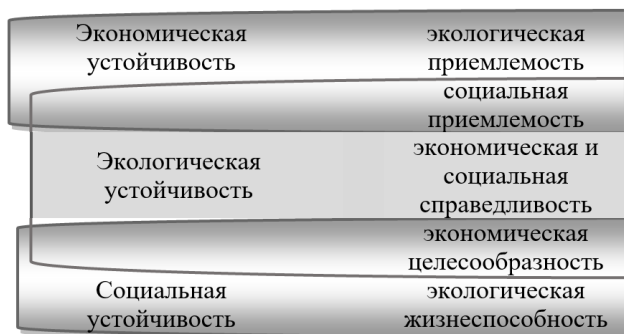 Экономическая
устойчивость
экологическая
приемлемость
социальная
приемлемость
Экологическая
устойчивость
экономическая и
социальная
справедливость
экономическая
целесообразность
Социальная
устойчивость
экологическая
жизнеспособность